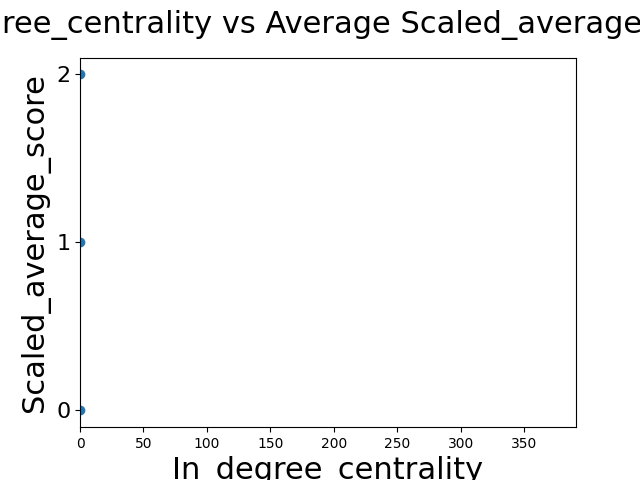 ree_centrality vs Average Scaled_average
2
1
0
Scaled_average_score
0 50 100 150 200 250 300 350
In_degree_centrality